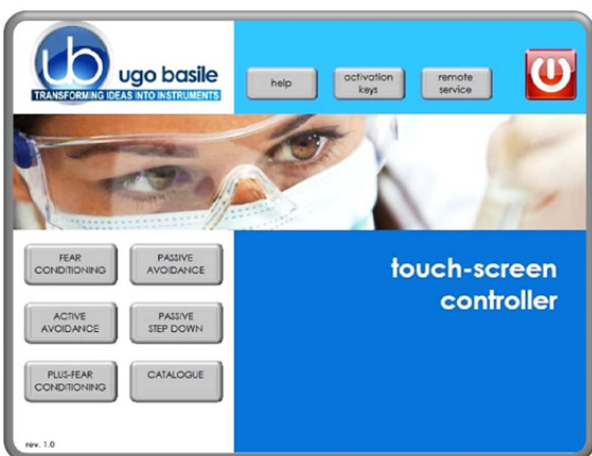 ub
ugo basile
TRANSFORMING IDEAS INTO INSTRUMENTS
help
activation
keys
remote
service
FEAR
CONDITIONING
PASSIVE
AVOIDANCE
ACTIVE
AVOIDANCE
PASSIVE
STEP DOWN
PLUS-FEAR
CONDITIONING
CATALOGUE
touch-screen
controller
rev. 1.0